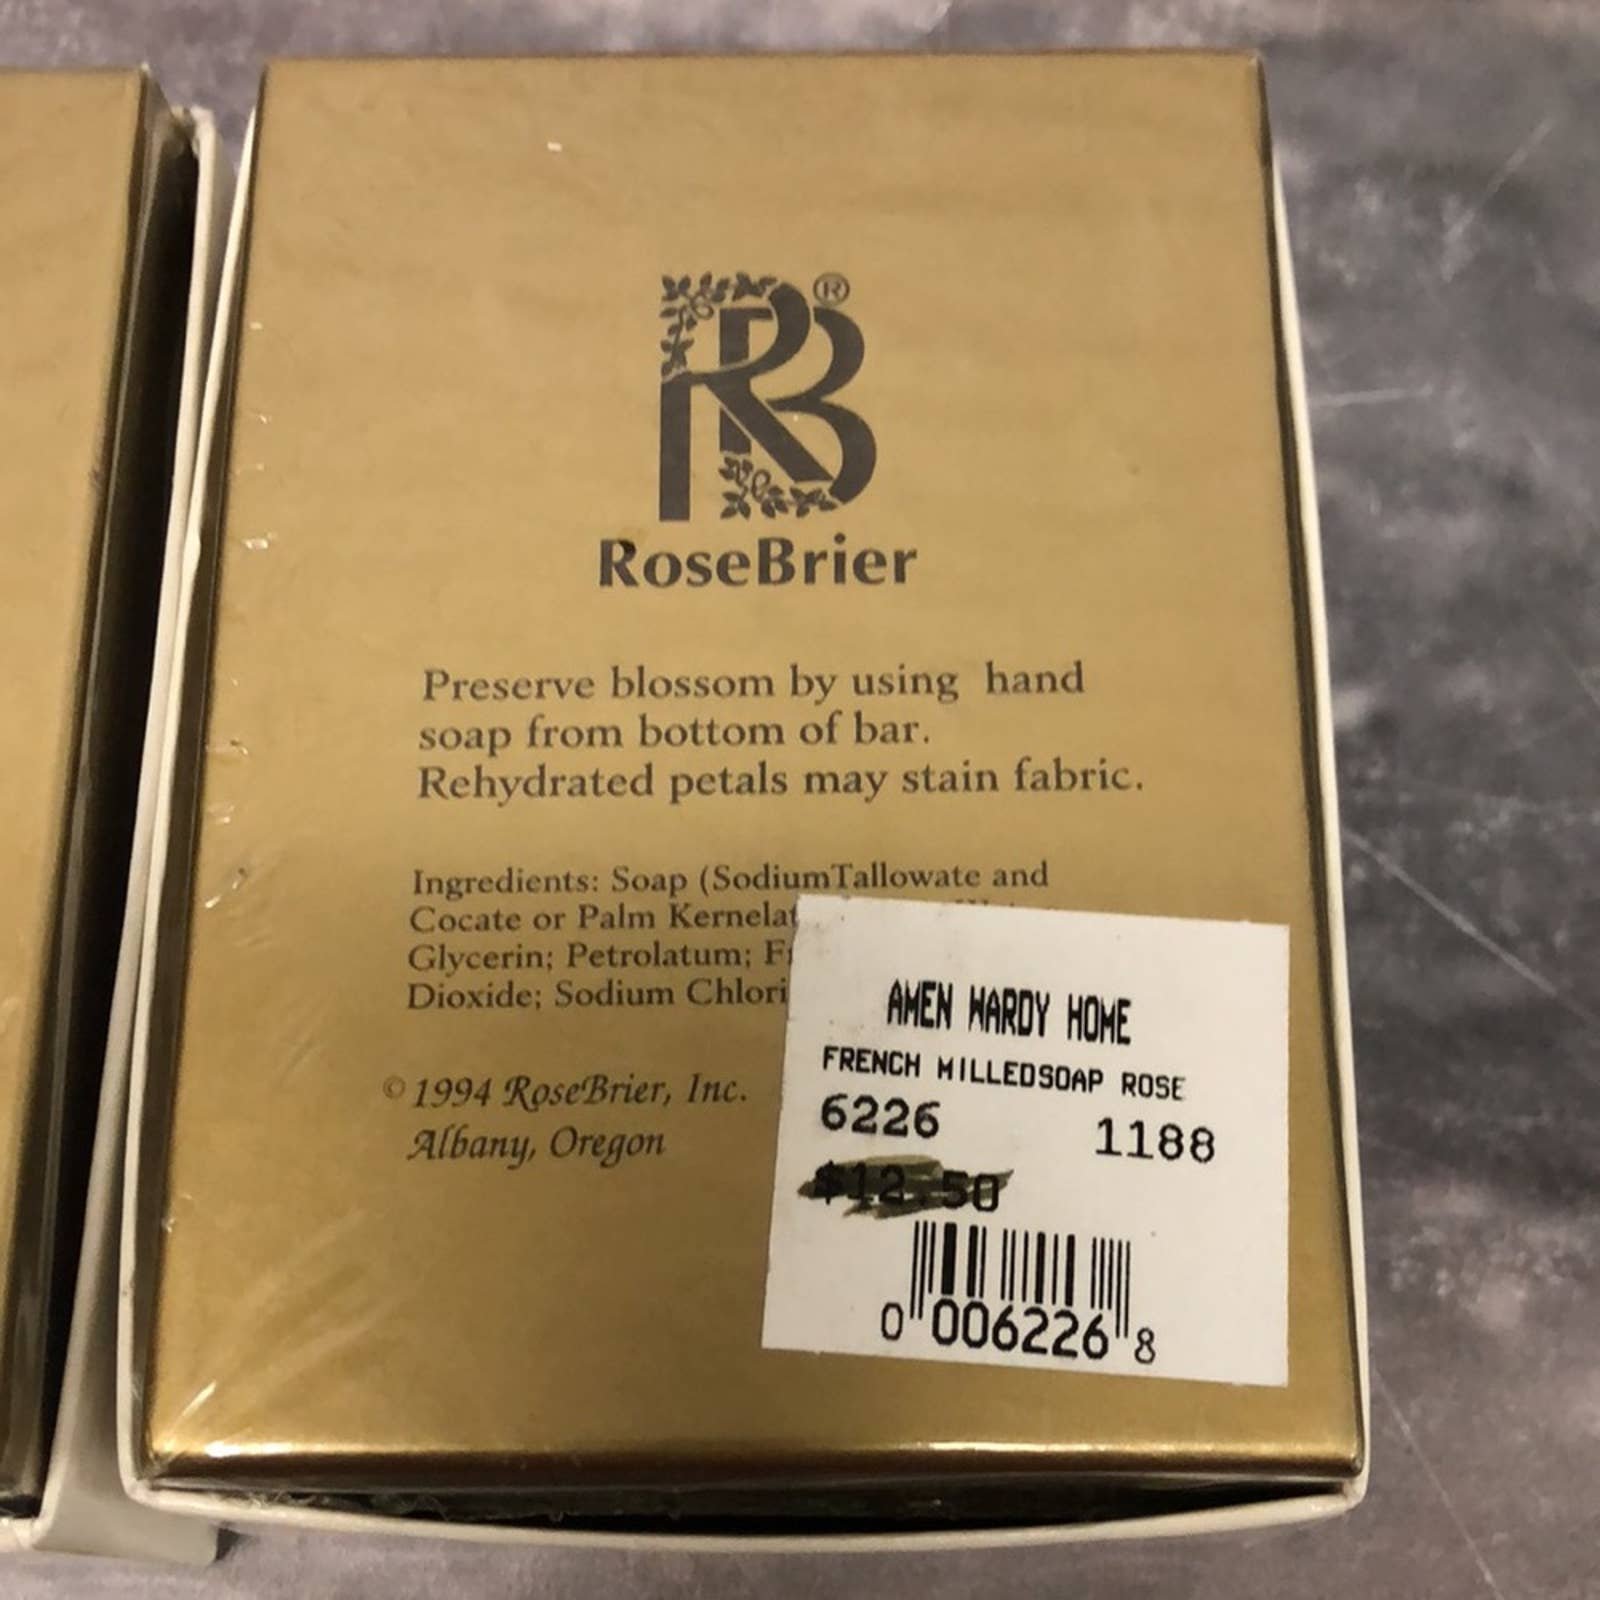 RB®
RoseBrier
Preserve blossom by using hand
soap from bottom of bar.
Rehydrated petals may stain fabric.
Ingredients: Soap (SodiumTallowate and
Cocate or Palm
Glycerin; Petrolatum;
Dioxide; Sodium
© 1994 RoseBrier, Inc.
Albany, Oregon
AMEN WARDY HOME
FRENCH MILLEDSOAP ROSE
6226 1188
$12.50
0 006226 8